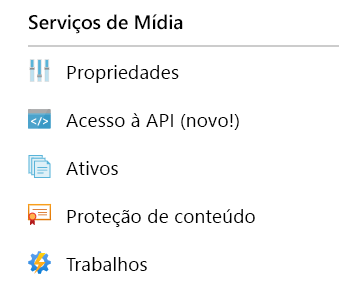 Serviços de Mídia
Propriedades
Acesso à API (novo!)
Ativos
Proteção de conteúdo
Trabalhos